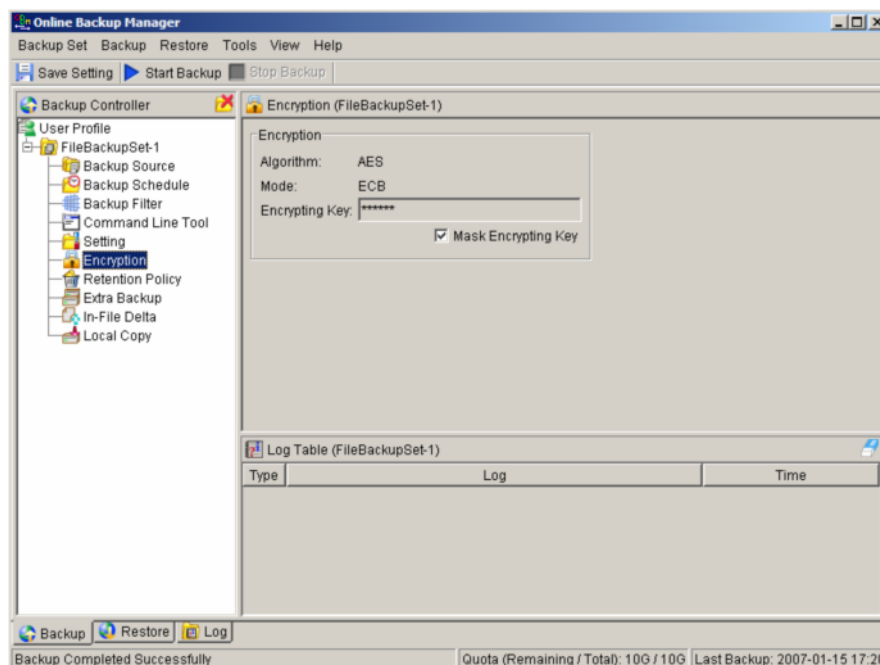 Online Backup Manager
Backup Set Backup Restore Tools View Help
Save Setting Start Backup Stop Backup
Backup Controller
User Profile
FileBackupSet-1
Backup Source
Backup Schedule
Backup Filter
Command Line Tool
Setting
Encryption
Retention Policy
Extra Backup
In-File Delta
Local Copy
Encryption (FileBackupSet-1)
Encryption
Algorithm: AES
Mode: ECB
Encrypting Key: ******
Mask Encrypting Key
Log Table (FileBackupSet-1)
Type Log Time
Backup Restore Log
Backup Completed Successfully Quota (Remaining / Total): 10G / 10G Last Backup: 2007-01-15